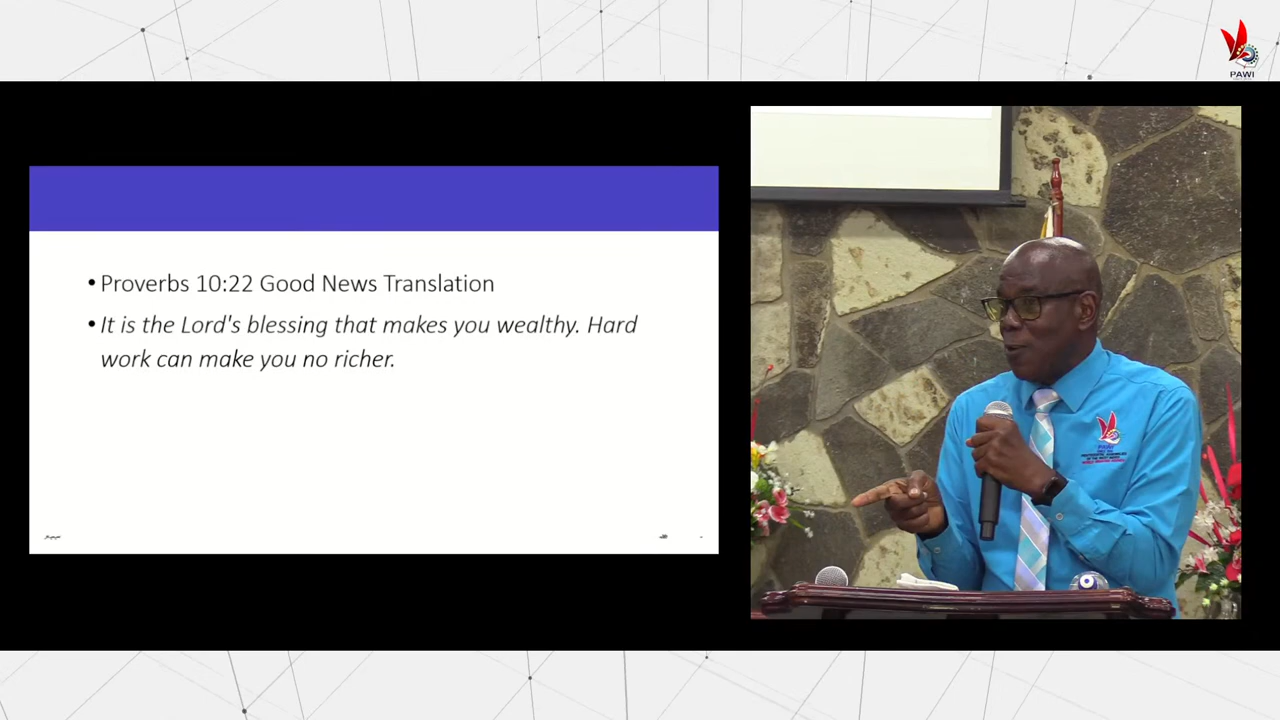 PAWI
• Proverbs 10:22 Good News Translation
• It is the Lord's blessing that makes you wealthy. Hard
work can make you no richer.
PAWI